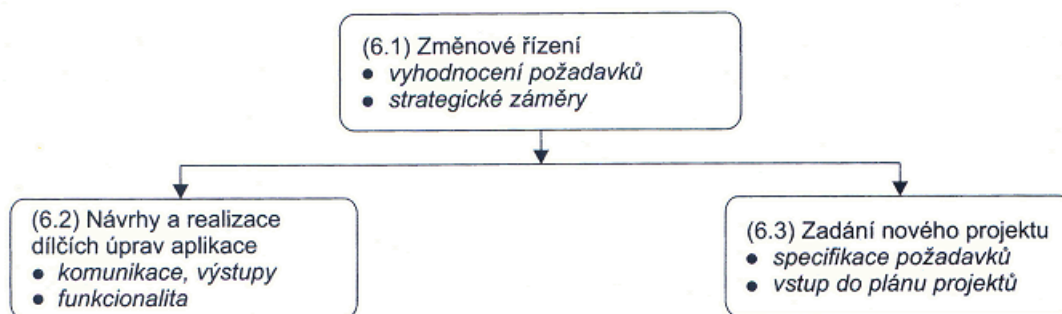 (6.1) Změnové řízení
● vyhodnocení požadavků
● strategické záměry
(6.2) Návrhy a realizace
dílčích úprav aplikace
● komunikace, výstupy
● funkcionalita
(6.3) Zadání nového projektu
● specifikace požadavků
● vstup do plánu projektů